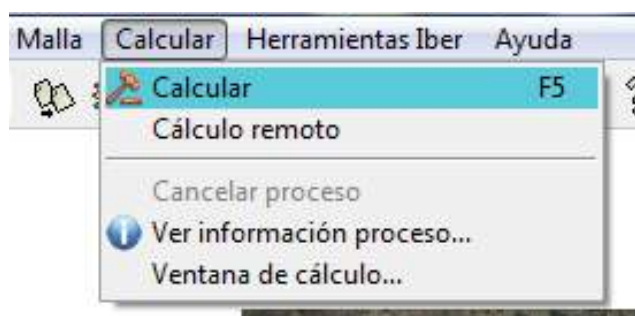 Malla Calcular Herramientas Iber Ayuda
Calcular F5
Cálculo remoto
Cancelar proceso
Ver información proceso...
Ventana de cálculo...